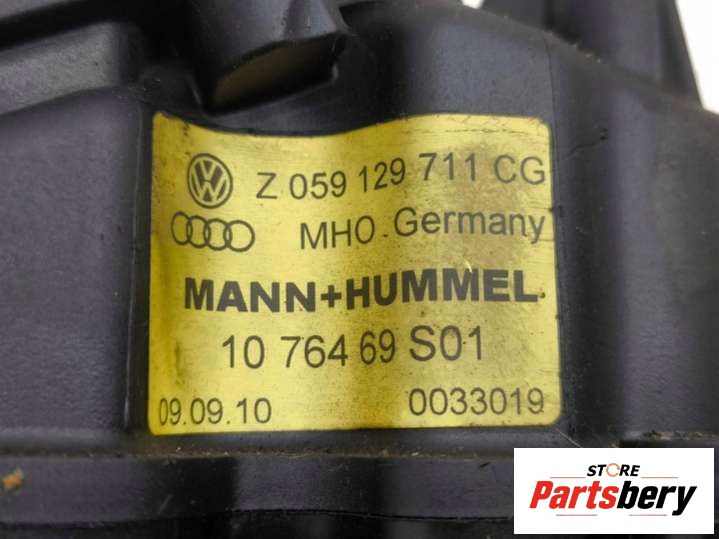 Z 059 129 711 CG
MHO. Germany
MANN+HUMMEL
10 764 69 S01
09.09.10 0033019
STORE
Partsbery